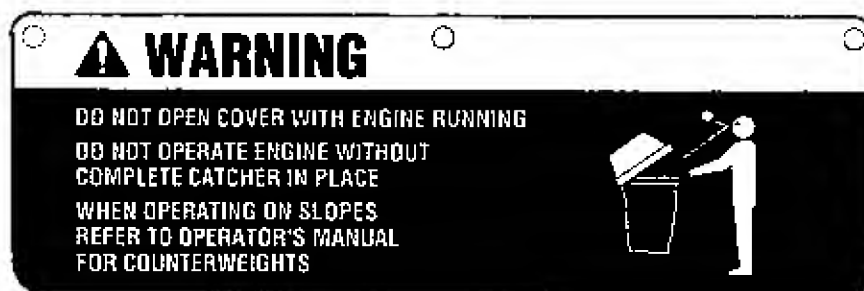 WARNING
DO NOT OPEN COVER WITH ENGINE RUNNING
DO NOT OPERATE ENGINE WITHOUT
COMPLETE CATCHER IN PLACE
WHEN OPERATING ON SLOPES
REFER TO OPERATOR'S MANUAL
FOR COUNTERWEIGHTS